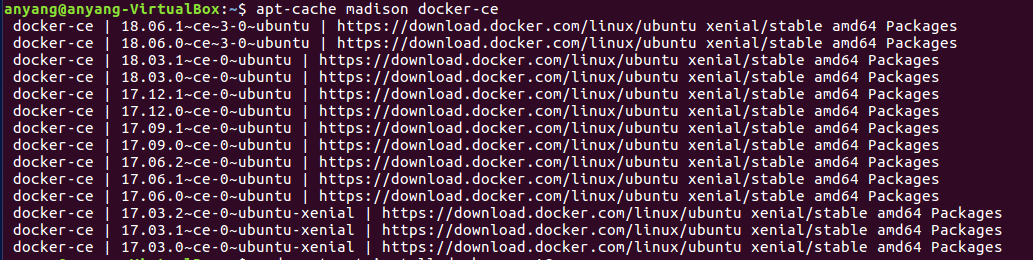 anyang@anyang-VirtualBox:~$ apt-cache madison docker-ce
docker-ce | 18.06.1~ce~3-0~ubuntu | https://download.docker.com/linux/ubuntu xenial/stable amd64 Packages
docker-ce | 18.06.0~ce~3-0~ubuntu | https://download.docker.com/linux/ubuntu xenial/stable amd64 Packages
docker-ce | 18.03.1~ce-0~ubuntu | https://download.docker.com/linux/ubuntu xenial/stable amd64 Packages
docker-ce | 18.03.0~ce-0~ubuntu | https://download.docker.com/linux/ubuntu xenial/stable amd64 Packages
docker-ce | 17.12.1~ce-0~ubuntu | https://download.docker.com/linux/ubuntu xenial/stable amd64 Packages
docker-ce | 17.12.0~ce-0~ubuntu | https://download.docker.com/linux/ubuntu xenial/stable amd64 Packages
docker-ce | 17.09.1~ce-0~ubuntu | https://download.docker.com/linux/ubuntu xenial/stable amd64 Packages
docker-ce | 17.09.0~ce-0~ubuntu | https://download.docker.com/linux/ubuntu xenial/stable amd64 Packages
docker-ce | 17.06.2~ce-0~ubuntu | https://download.docker.com/linux/ubuntu xenial/stable amd64 Packages
docker-ce | 17.06.1~ce-0~ubuntu | https://download.docker.com/linux/ubuntu xenial/stable amd64 Packages
docker-ce | 17.06.0~ce-0~ubuntu | https://download.docker.com/linux/ubuntu xenial/stable amd64 Packages
docker-ce | 17.03.2~ce-0~ubuntu-xenial | https://download.docker.com/linux/ubuntu xenial/stable amd64 Packages
docker-ce | 17.03.1~ce-0~ubuntu-xenial | https://download.docker.com/linux/ubuntu xenial/stable amd64 Packages
docker-ce | 17.03.0~ce-0~ubuntu-xenial | https://download.docker.com/linux/ubuntu xenial/stable amd64 Packages